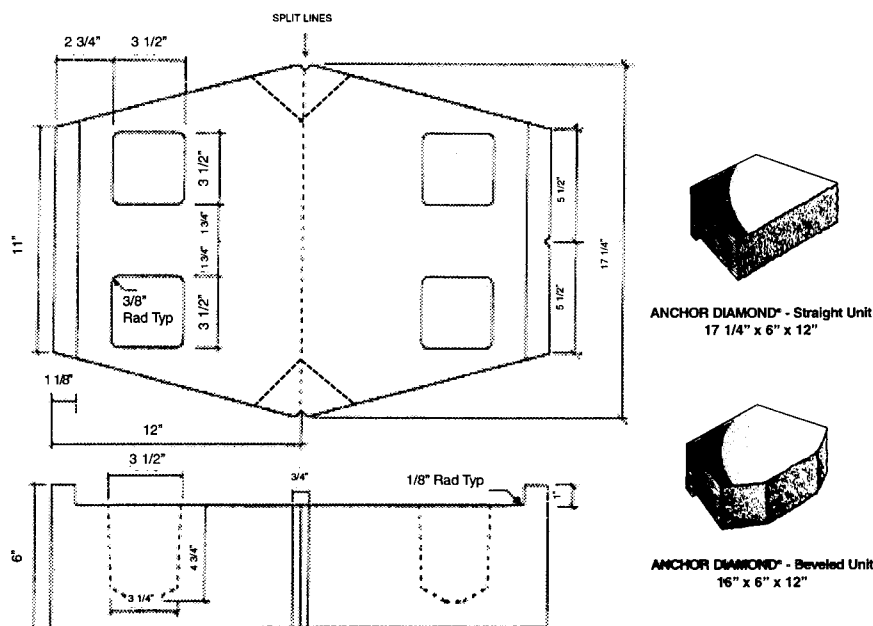 SPLIT LINES
2 3/4"
3 1/2"
3 1/2"
1 3/4"
1 3/4"
3 1/2"
11"
3/8"
Rad Typ
5 1/2"
5 1/2"
17 1/4"
1 1/8"
12"
ANCHOR DIAMOND® - Straight Unit
17 1/4" x 6" x 12"
3 1/2"
3/4"
1/8" Rad Typ
1"
6"
4 3/4"
3 1/4"
ANCHOR DIAMOND® - Beveled Unit
16" x 6" x 12"